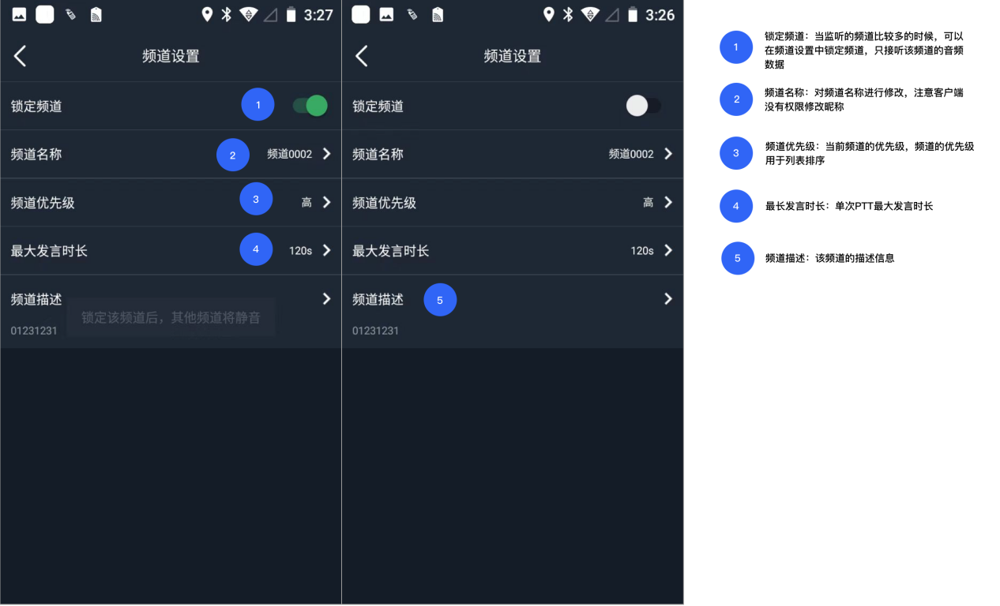 3:27
频道设置
锁定频道
1
频道名称
2
频道0002
频道优先级
3
高
最大发言时长
4
120s
频道描述
锁定该频道后，其他频道将静音
01231231
3:26
频道设置
锁定频道
频道名称
频道0002
频道优先级
高
最大发言时长
120s
频道描述
5
01231231
1
锁定频道：当监听的频道比较多的时候，可以
在频道设置中锁定频道，只接听该频道的音频
数据
2
频道名称：对频道名称进行修改，注意客户端
没有权限修改昵称
3
频道优先级：当前频道的优先级，频道的优先级
用于列表排序
4
最长发言时长：单次PTT最大发言时长
5
频道描述：该频道的描述信息